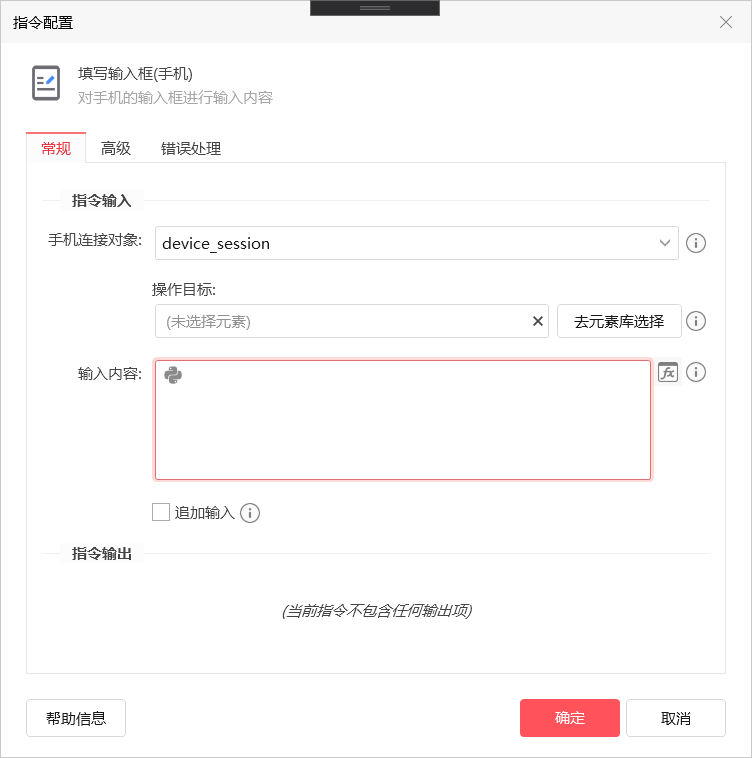 指令配置
填写输入框(手机)
对手机的输入框进行输入内容
常规 高级 错误处理
指令输入
手机连接对象: device_session
操作目标:
(未选择元素) 去元素库选择
输入内容: fx
追加输入
指令输出
(当前指令不包含任何输出项)
帮助信息 确定 取消